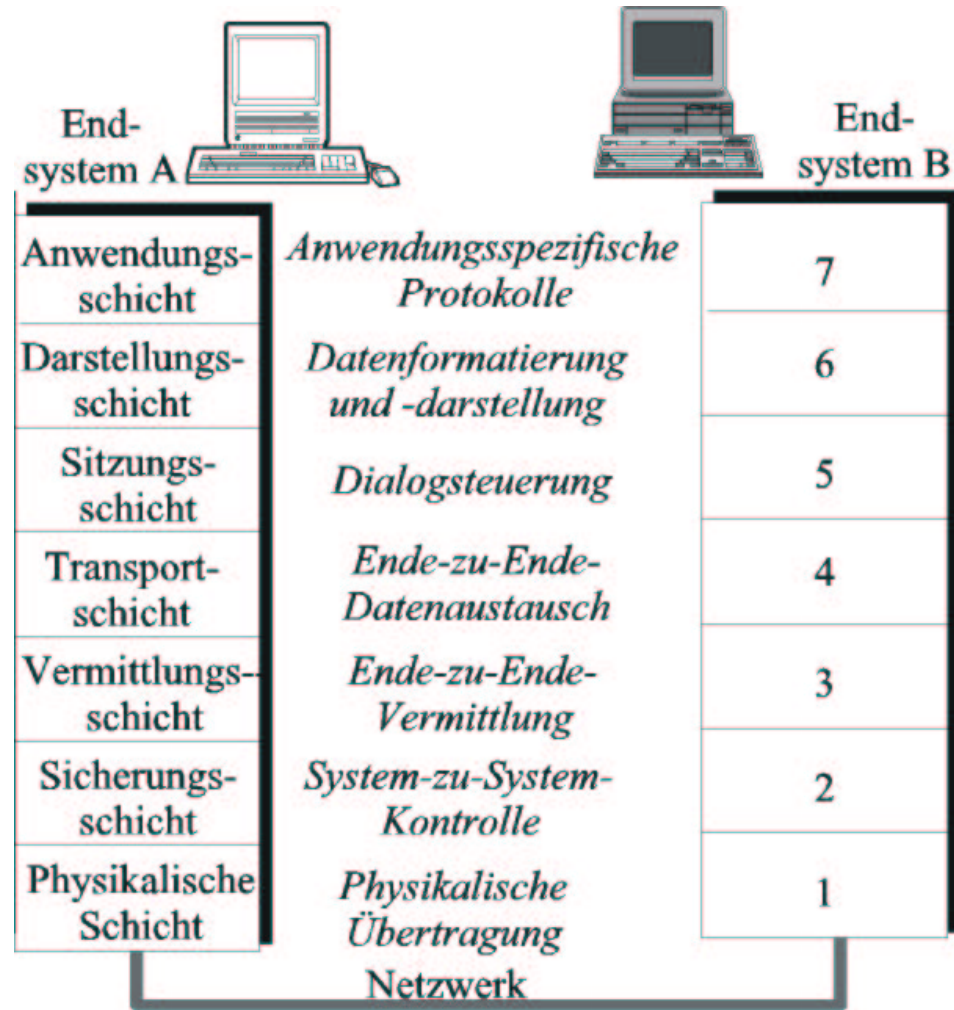 End-
system A
End-
system B
Anwendungs-
schicht
Anwendungsspezifische
Protokolle
7
Darstellungs-
schicht
Datenformatierung
und -darstellung
6
Sitzungs-
schicht
Dialogsteuerung
5
Transport-
schicht
Ende-zu-Ende-
Datenaustausch
4
Vermittlungs-
schicht
Ende-zu-Ende-
Vermittlung
3
Sicherungs-
schicht
System-zu-System-
Kontrolle
2
Physikalische
Schicht
Physikalische
Übertragung
1
Netzwerk